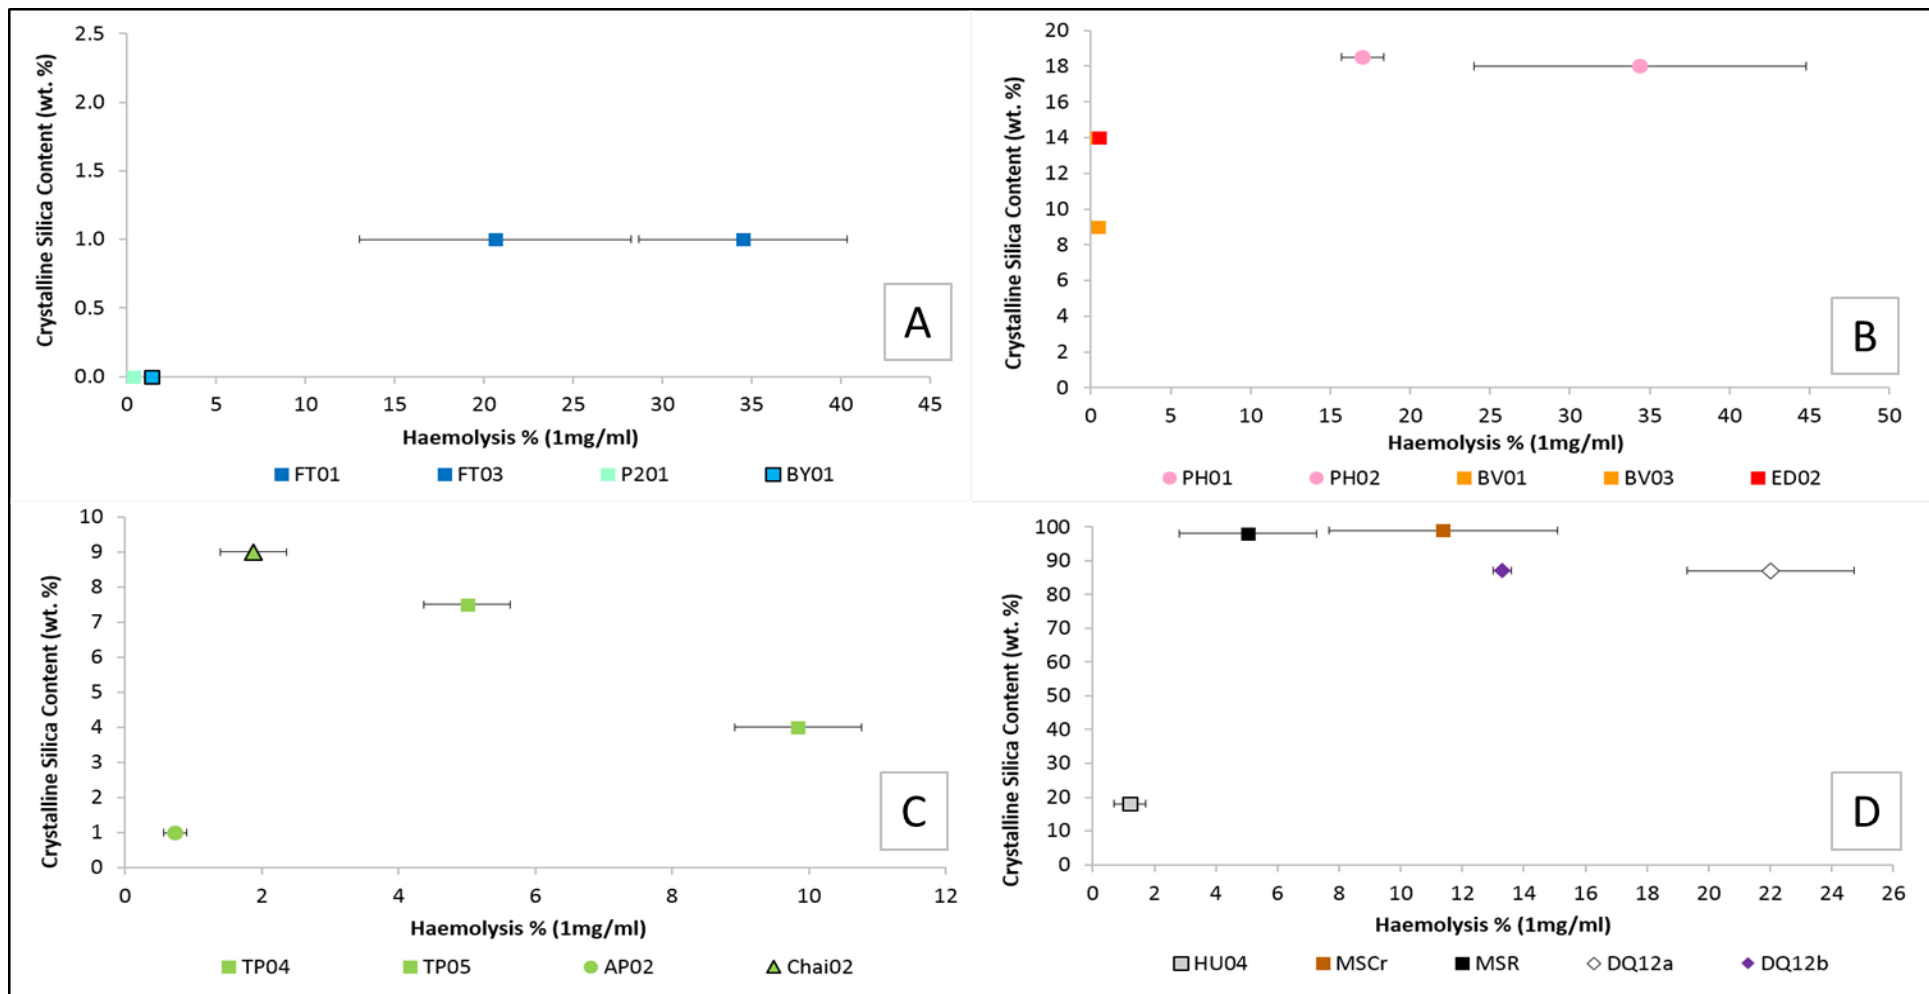 Crystalline Silica Content (wt. %)
2.5
2.0
1.5
1.0
0.5
0.0
0 5 10 15 20 25 30 35 40 45
Haemolysis % (1mg/ml)
A
FT01 FT03 P201 BY01
Crystalline Silica Content (wt. %)
20
18
16
14
12
10
8
6
4
2
0
0 5 10 15 20 25 30 35 40 45 50
Haemolysis % (1mg/ml)
B
PH01 PH02 BV01 BV03 ED02
Crystalline Silica Content (wt. %)
10
9
8
7
6
5
4
3
2
1
0
0 2 4 6 8 10 12
Haemolysis % (1mg/ml)
C
TP04 TP05 AP02 Chai02
Crystalline Silica Content (wt. %)
100
90
80
70
60
50
40
30
20
10
0
0 2 4 6 8 10 12 14 16 18 20 22 24 26
Haemolysis % (1mg/ml)
D
HU04 MSCr MSR DQ12a DQ12b